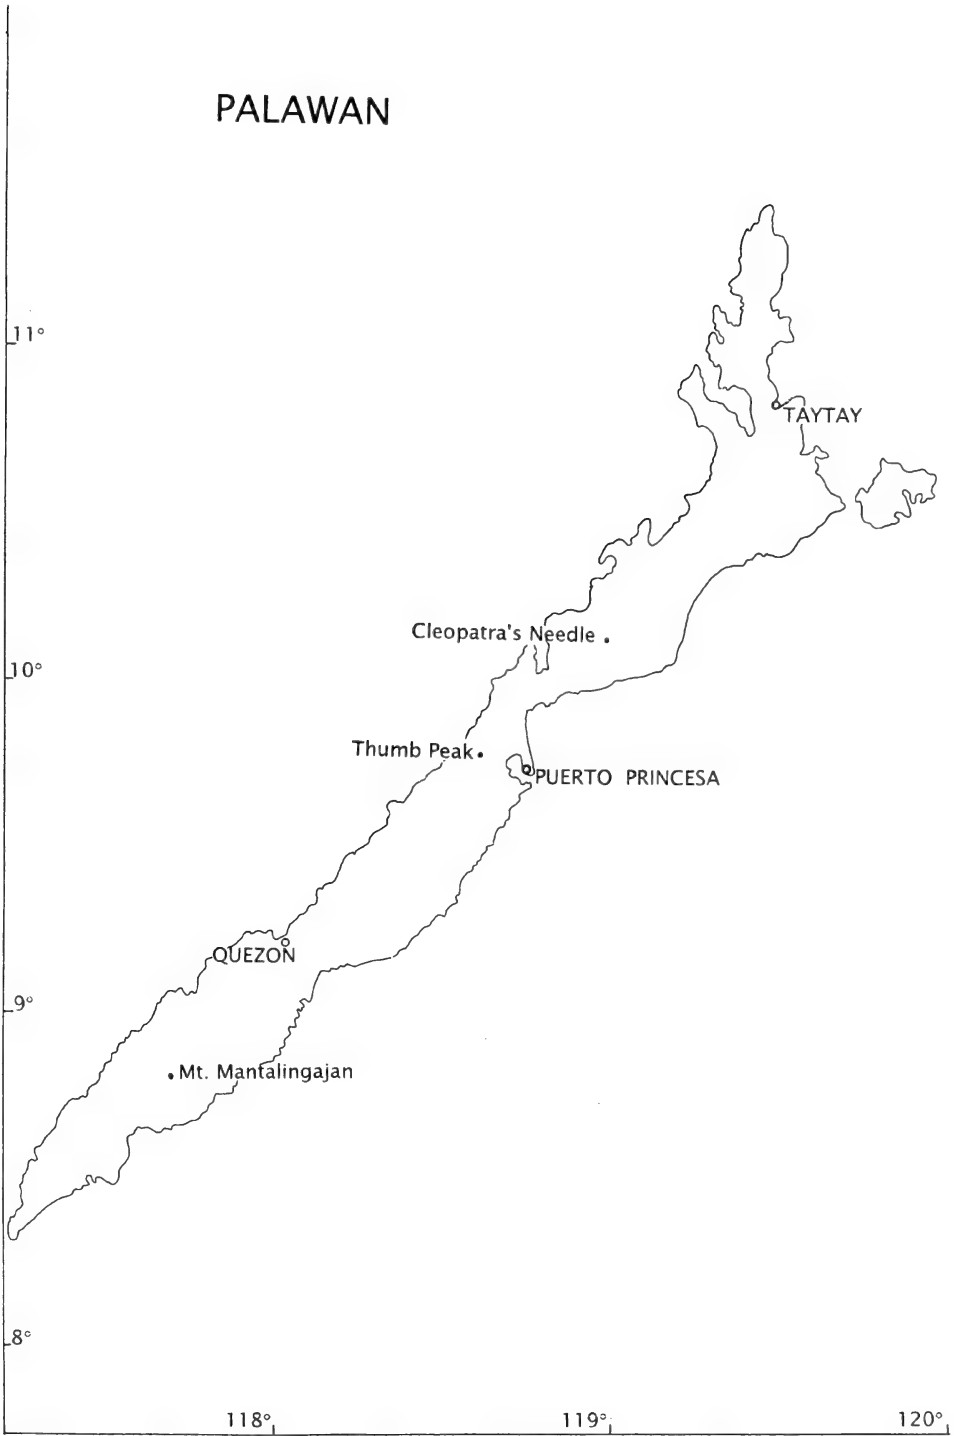 PALAWAN
11°
TAYTAY
Cleopatra's Needle
10°
Thumb Peak
PUERTO PRINCESA
QUEZON
9°
Mt. Mantalingajan
8°
118°
119°
120°